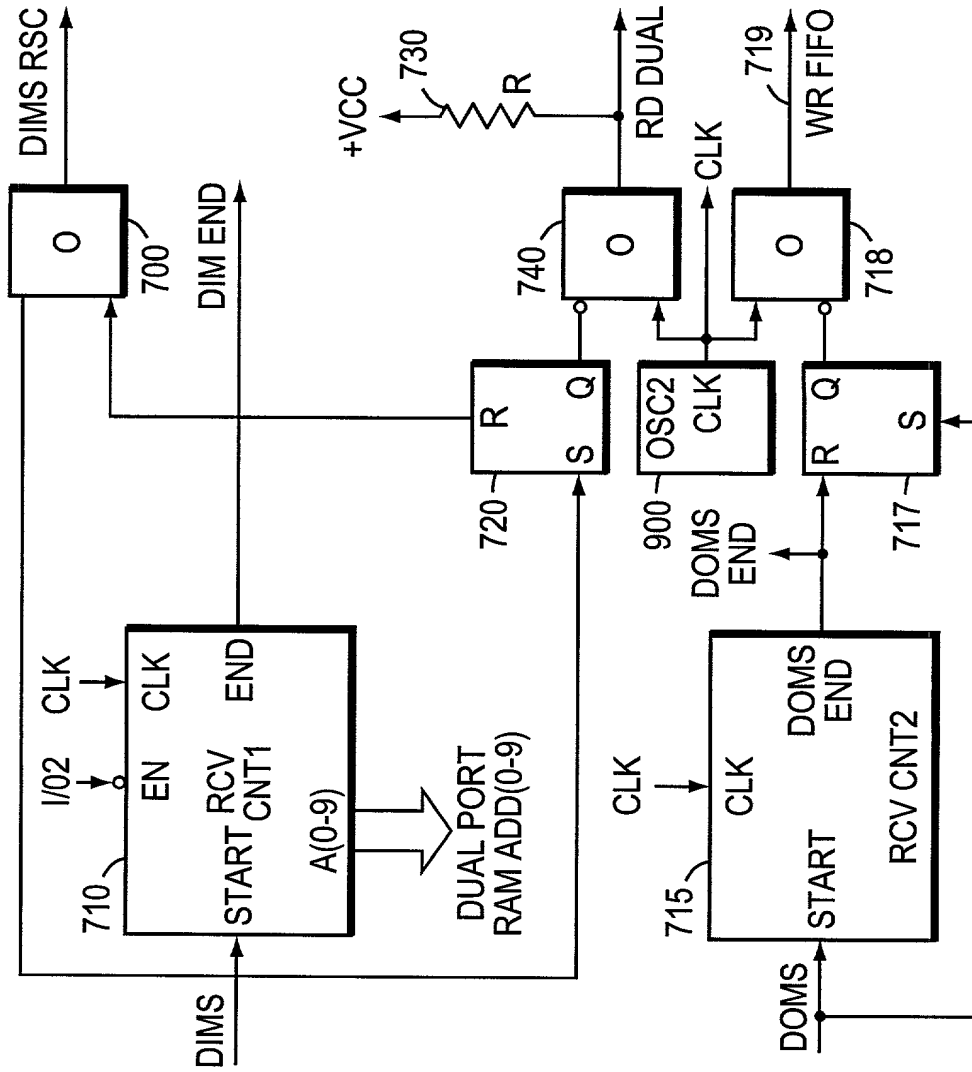 DIMS RSC
O
700
+VCC
730
R
RD DUAL
DIM END
740
O
CLK
719
WR FIFO
O
718
R
S
Q
720
OSC2
CLK
900
DOMS
END
R
Q
S
717
I/02
CLK
710
EN
CLK
START
RCV
CNT1
END
A(0-9)
DIMS
DUAL PORT
RAM ADD(0-9)
CLK
715
CLK
START
DOMS
END
RCV CNT2
DOMS